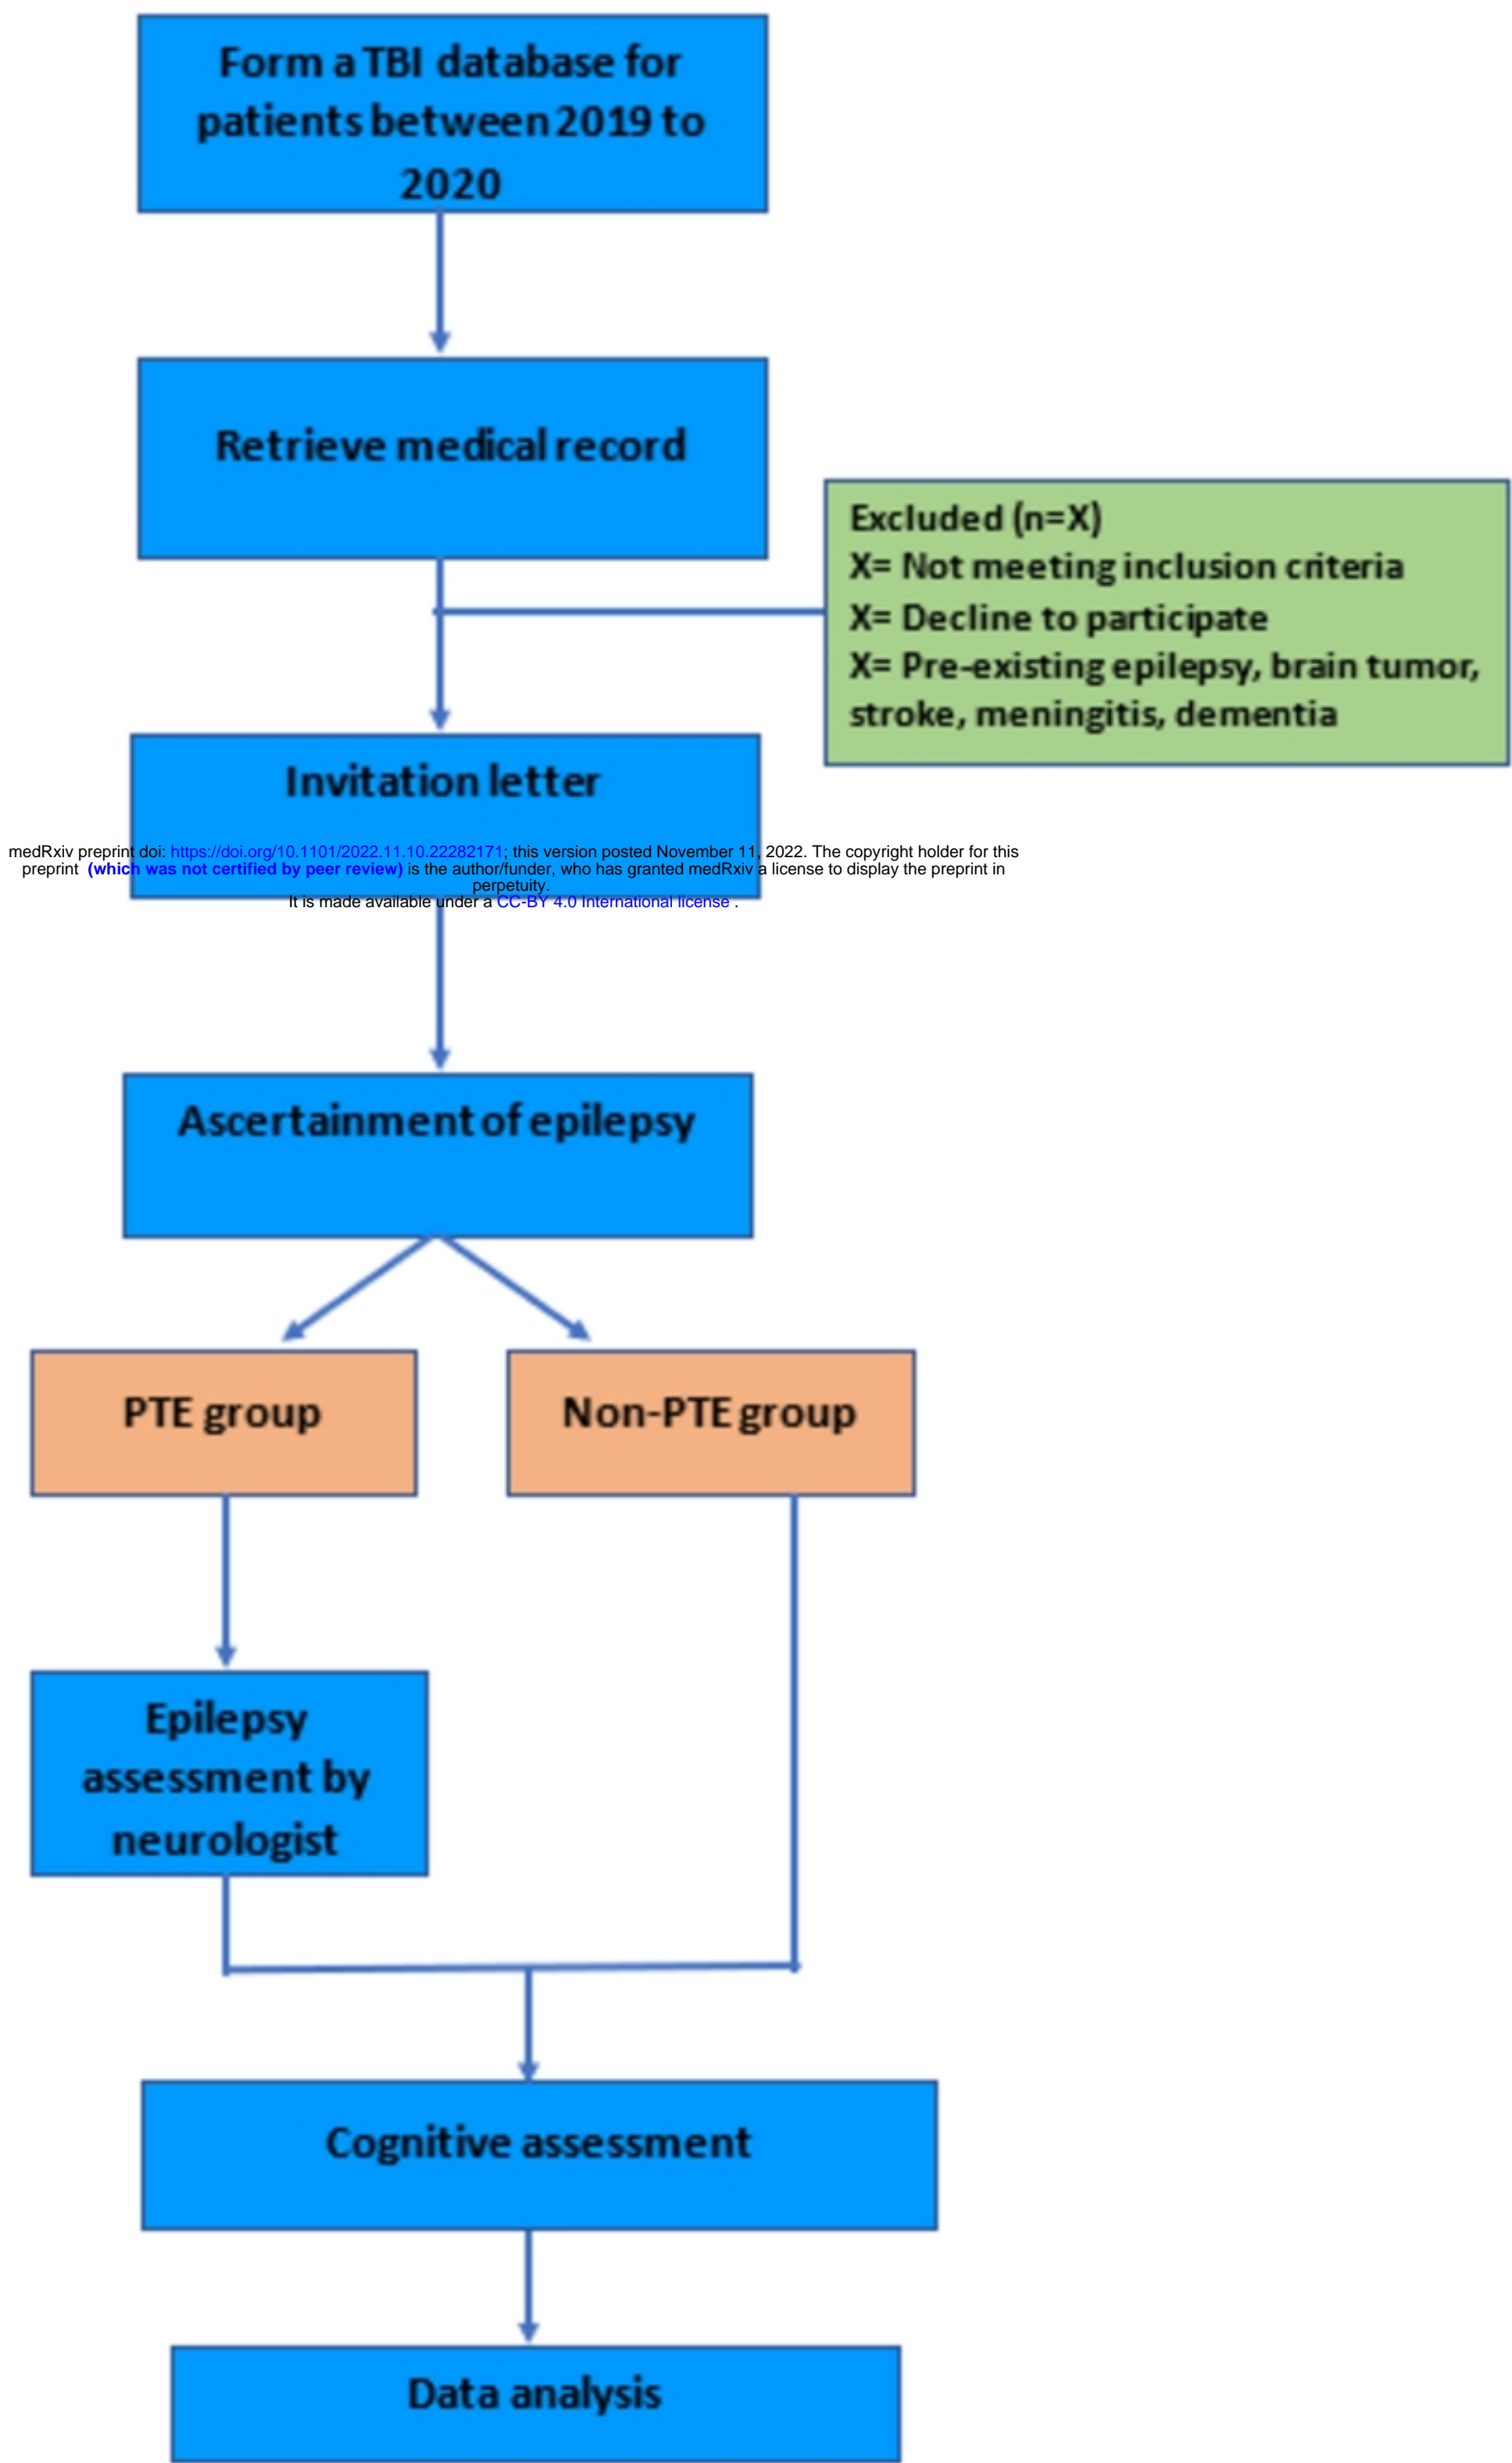 Form a TBI database for
patients between 2019 to
2020
Retrieve medical record
Excluded (n=X)
X= Not meeting inclusion criteria
X= Decline to participate
X= Pre-existing epilepsy, brain tumor,
stroke, meningitis, dementia
Invitation letter
medRxiv preprint doi: https://doi.org/10.1101/2022.11.10.22282171; this version posted November 11, 2022. The copyright holder for this
preprint (which was not certified by peer review) is the author/funder, who has granted medRxiv a license to display the preprint in
perpetuity.
It is made available under a CC-BY 4.0 International license .
Ascertainment of epilepsy
PTE group
Non-PTE group
Epilepsy
assessment by
neurologist
Cognitive assessment
Data analysis